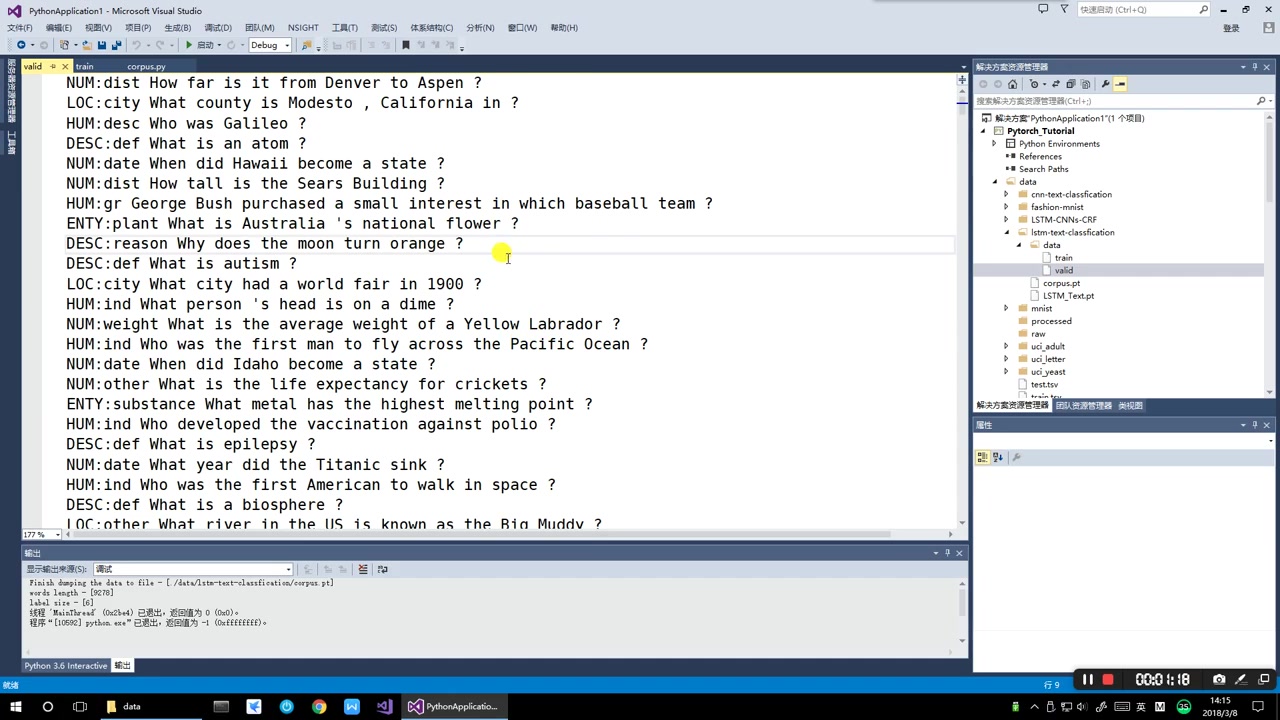 PythonApplication1 - Microsoft Visual Studio
快速启动 (Ctrl+Q)
文件(F) 编辑(E) 视图(V) 项目(P) 生成(B) 调试(D) 团队(M) NSIGHT 工具(T) 测试(S) 体系结构(C) 分析(N) 窗口(W) 帮助(H)
登录
启动 Debug
valid train corpus.py
服务器资源管理器
工具箱
NUM:dist How far is it from Denver to Aspen ?
LOC:city What county is Modesto , California in ?
HUM:desc Who was Galileo ?
DESC:def What is an atom ?
NUM:date When did Hawaii become a state ?
NUM:dist How tall is the Sears Building ?
HUM:gr George Bush purchased a small interest in which baseball team ?
ENTY:plant What is Australia 's national flower ?
DESC:reason Why does the moon turn orange ?
DESC:def What is autism ?
LOC:city What city had a world fair in 1900 ?
HUM:ind What person 's head is on a dime ?
NUM:weight What is the average weight of a Yellow Labrador ?
HUM:ind Who was the first man to fly across the Pacific Ocean ?
NUM:date When did Idaho become a state ?
NUM:other What is the life expectancy for crickets ?
ENTY:substance What metal has the highest melting point ?
HUM:ind Who developed the vaccination against polio ?
DESC:def What is epilepsy ?
NUM:date What year did the Titanic sink ?
HUM:ind Who was the first American to walk in space ?
DESC:def What is a biosphere ?
LOC:other What river in the US is known as the Big Muddy ?
177 %
解决方案资源管理器
搜索解决方案资源管理器(Ctrl+;)
解决方案"PythonApplication1"(1 个项目)
Pytorch_Tutorial
Python Environments
References
Search Paths
data
cnn-text-classfication
fashion-mnist
LSTM-CNNs-CRF
lstm-text-classfication
data
train
valid
corpus.pt
LSTM_Text.pt
mnist
processed
raw
uci_adult
uci_letter
uci_yeast
test.tsv
train.tsv
解决方案资源管理器 团队资源管理器 类视图
属性
输出
显示输出来源(S): 调试
Finish dumping the data to file - [./data/lstm-text-classfication/corpus.pt]
words length - [9278]
label size - [6]
线程 'MainThread' (0x2be4) 已退出，返回值为 0 (0x0)。
程序“[10592] python.exe”已退出，返回值为 -1 (0xffffffff)。
Python 3.6 Interactive 输出
就绪
行 9
00:01:18
data
PythonApplicatio...
英
14:15
2018/3/8